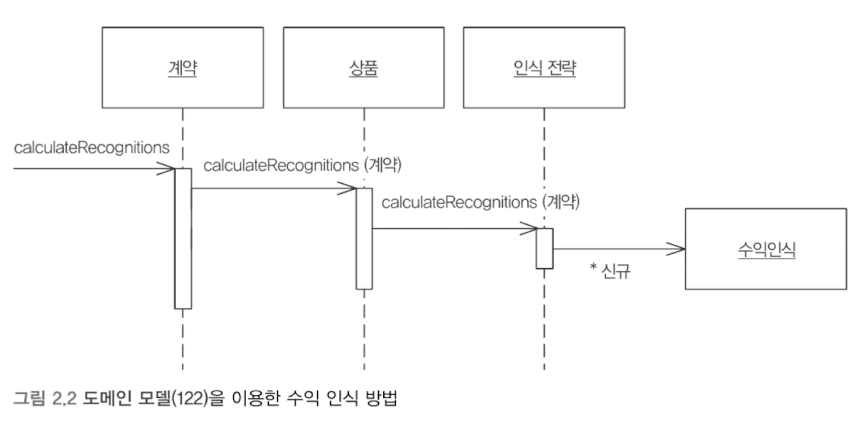 계약
상품
인식 전략
calculateRecognitions
calculateRecognitions (계약)
calculateRecognitions (계약)
수익인식
* 신규
그림 2.2 도메인 모델(122)을 이용한 수익 인식 방법